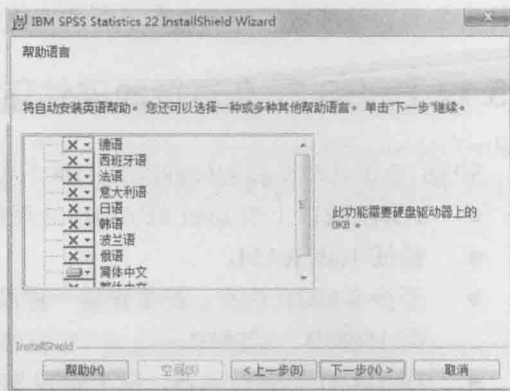 IBM SPSS Statistics 22 InstallShield Wizard
帮助语言
将自动安装英语帮助。您还可以选择一种或多种其他帮助语言。单击"下一步"继续。
德语
西班牙语
法语
意大利语
日语
韩语
波兰语
俄语
简体中文
繁体中文
此功能需要硬盘驱动器上的
0KB。
InstallShield
帮助(H)
空间(S)
<上一步(B)
下一步(N) >
取消